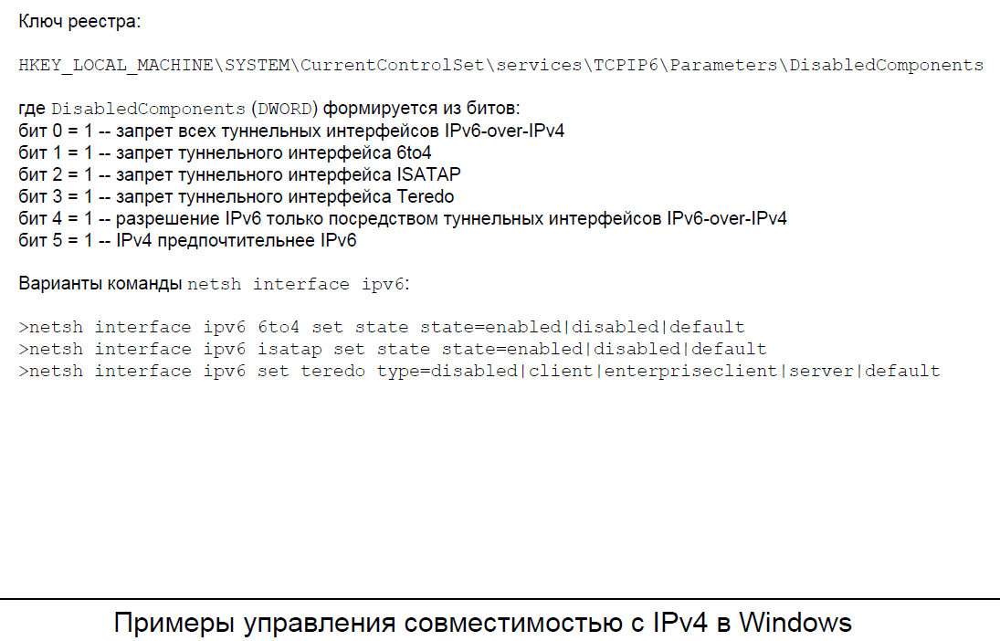 Ключ реестра:
HKEY_LOCAL_MACHINE\SYSTEM\CurrentControlSet\services\TCPIP6\Parameters\DisabledComponents
где DisabledComponents (DWORD) формируется из битов:
бит 0 = 1 -- запрет всех туннельных интерфейсов IPv6-over-IPv4
бит 1 = 1 -- запрет туннельного интерфейса 6to4
бит 2 = 1 -- запрет туннельного интерфейса ISATAP
бит 3 = 1 -- запрет туннельного интерфейса Teredo
бит 4 = 1 -- разрешение IPv6 только посредством туннельных интерфейсов IPv6-over-IPv4
бит 5 = 1 -- IPv4 предпочтительнее IPv6
Варианты команды netsh interface ipv6:
>netsh interface ipv6 6to4 set state state=enabled|disabled|default
>netsh interface ipv6 isatap set state state=enabled|disabled|default
>netsh interface ipv6 set teredo type=disabled|client|enterpriseclient|server|default
Примеры управления совместимостью с IPv4 в Windows